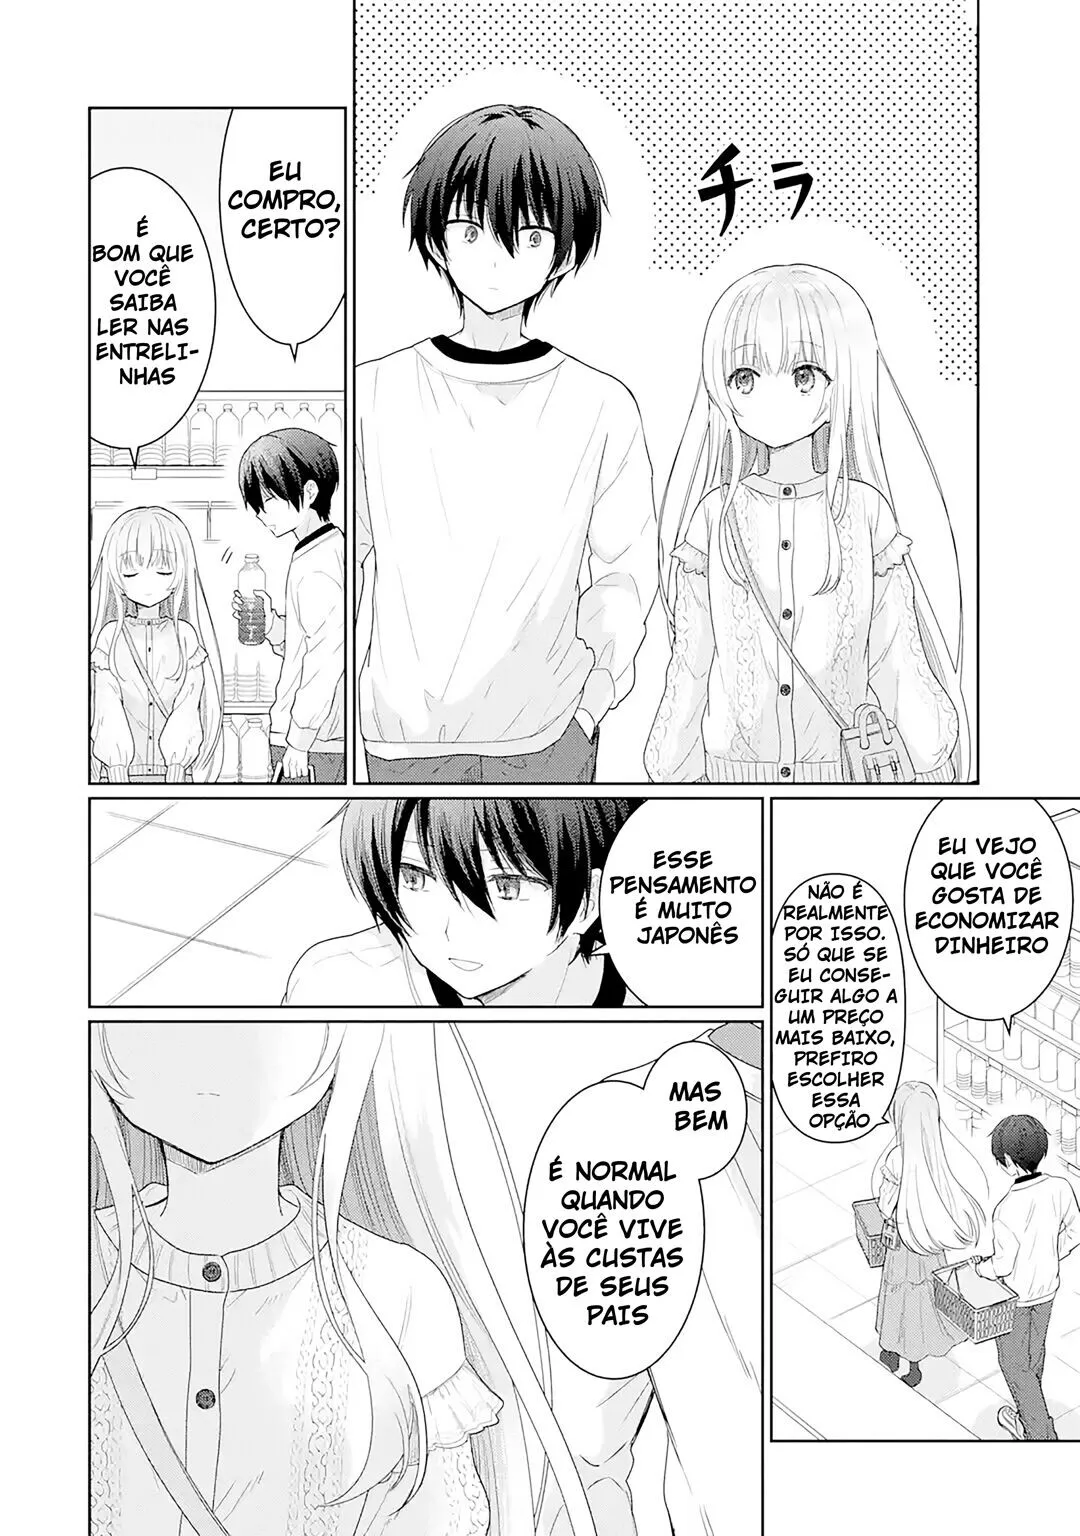 チラ
EU
COMPRO,
CERTO?
É
BOM QUE
VOCÊ
SAIBA
LER NAS
ENTRELI-
NHAS
EU VEJO
QUE VOCÊ
GOSTA DE
ECONOMIZAR
DINHEIRO
NÃO É
REALMENTE
POR ISSO.
SÓ QUE SE
EU CONSE-
GUIR ALGO A
UM PREÇO
MAIS BAIXO,
PREFIRO
ESCOLHER
ESSA
OPÇÃO
ESSE
PENSAMENTO
É MUITO
JAPONÊS
MAS
BEM
É NORMAL
QUANDO
VOCÊ VIVE
ÀS CUSTAS
DE SEUS
PAIS